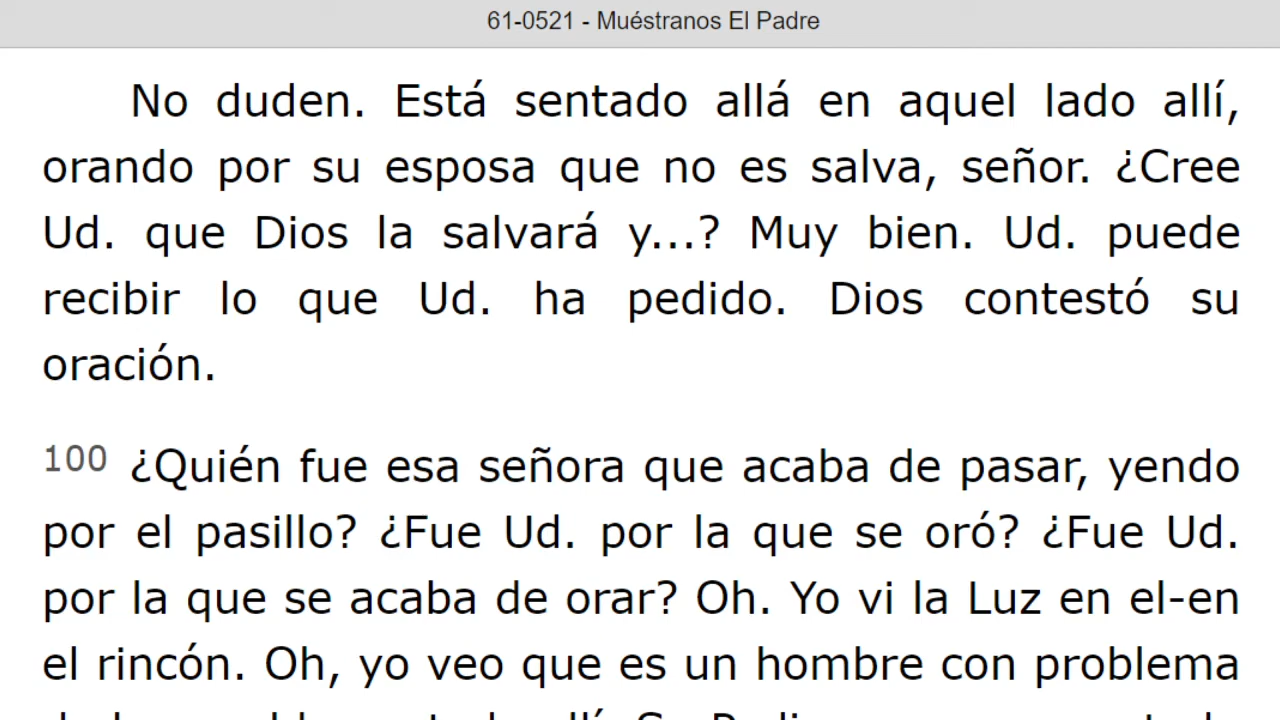 61-0521 - Muéstranos El Padre
No duden. Está sentado allá en aquel lado allí,
orando por su esposa que no es salva, señor. ¿Cree
Ud. que Dios la salvará y...? Muy bien. Ud. puede
recibir lo que Ud. ha pedido. Dios contestó su
oración.
100 ¿Quién fue esa señora que acaba de pasar, yendo
por el pasillo? ¿Fue Ud. por la que se oró? ¿Fue Ud.
por la que se acaba de orar? Oh. Yo vi la Luz en el-en
el rincón. Oh, yo veo que es un hombre con problema